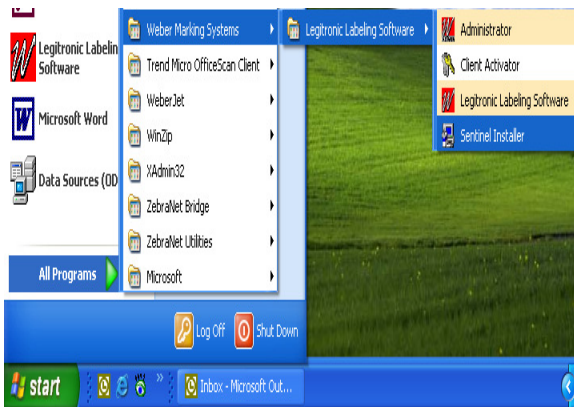 Legitronic Labelin
Software
Microsoft Word
Data Sources (OD
All Programs
Weber Marking Systems
Trend Micro OfficeScan Client
WeberJet
WinZip
XAdmin32
ZebraNet Bridge
ZebraNet Utilities
Microsoft
Legitronic Labeling Software
Administrator
Client Activator
Legitronic Labeling Software
Sentinel Installer
Log Off
Shut Down
start
Inbox - Microsoft Out...